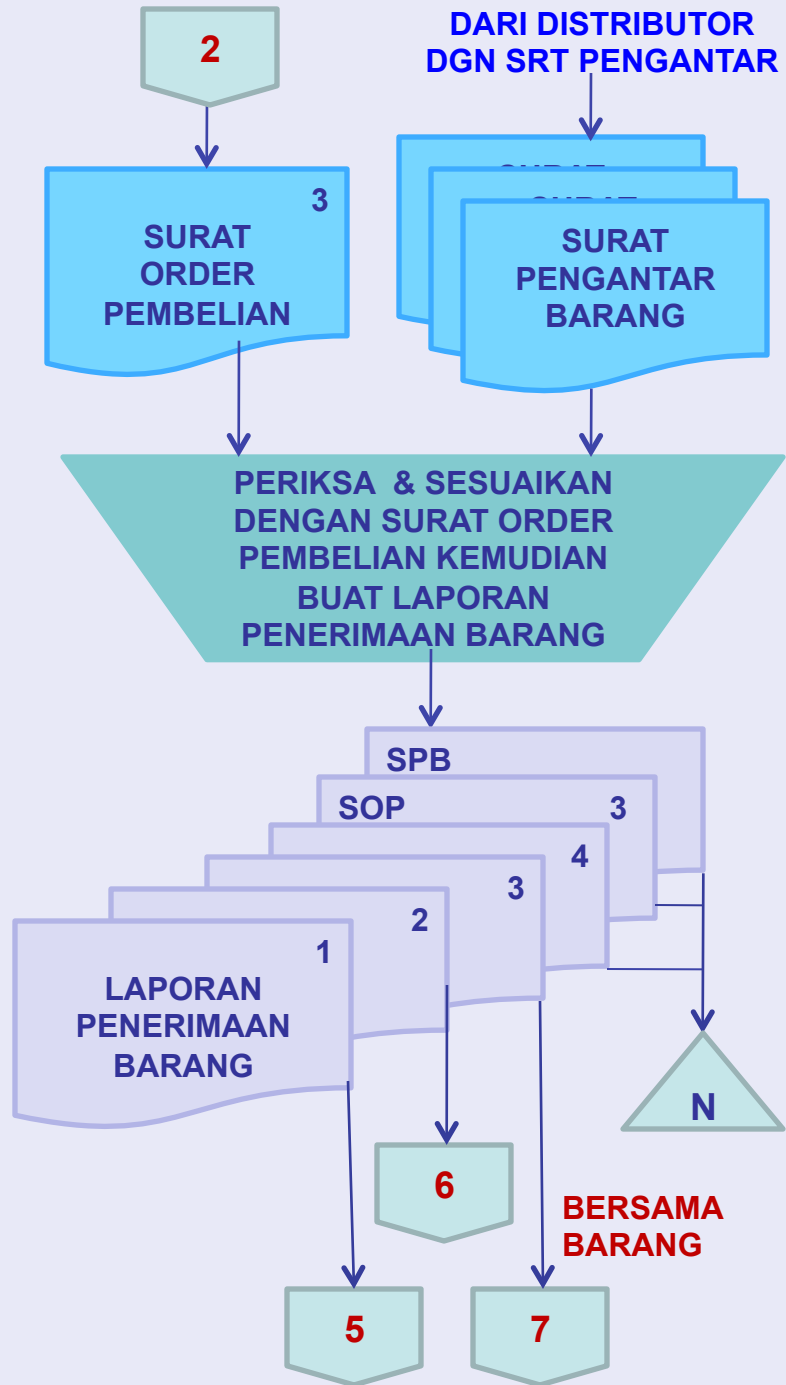 2
DARI DISTRIBUTOR
DGN SRT PENGANTAR
3
SURAT
ORDER
PEMBELIAN
SURAT
SURAT
SURAT
PENGANTAR
BARANG
PERIKSA & SESUAIKAN
DENGAN SURAT ORDER
PEMBELIAN KEMUDIAN
BUAT LAPORAN
PENERIMAAN BARANG
SPB
SOP 3
4
3
2
1
LAPORAN
PENERIMAAN
BARANG
N
6
BERSAMA
BARANG
5
7